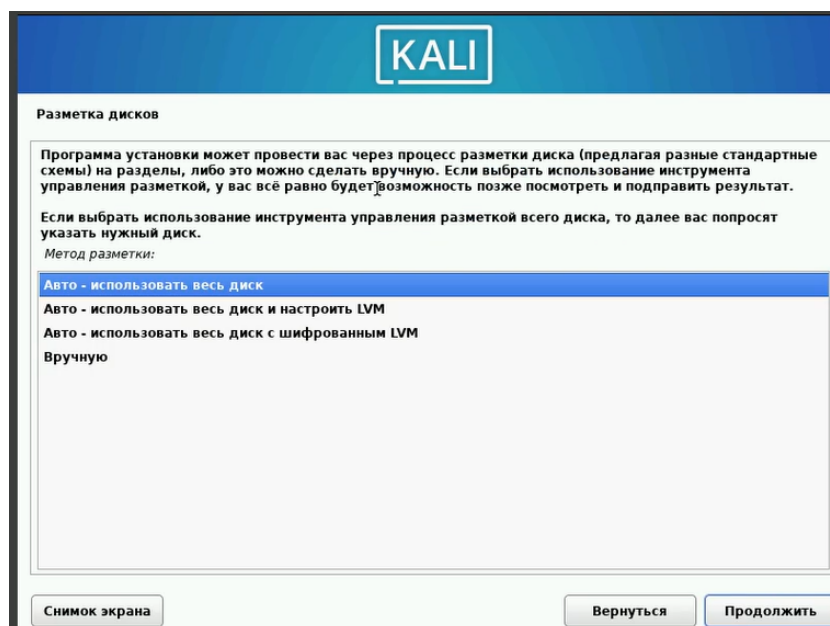 KALI
Разметка дисков
Программа установки может провести вас через процесс разметки диска (предлагая разные стандартные
схемы) на разделы, либо это можно сделать вручную. Если выбрать использование инструмента
управления разметкой, у вас всё равно будет возможность позже посмотреть и подправить результат.
Если выбрать использование инструмента управления разметкой всего диска, то далее вас попросят
указать нужный диск.
Метод разметки:
Авто - использовать весь диск
Авто - использовать весь диск и настроить LVM
Авто - использовать весь диск с шифрованным LVM
Вручную
Снимок экрана
Вернуться
Продолжить